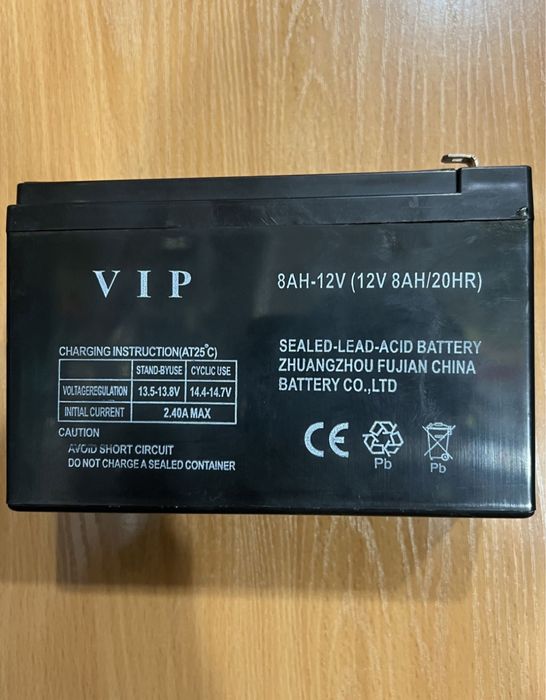 V I P
8AH-12V (12V 8AH/20HR)
CHARGING INSTRUCTION(AT25°C)
STAND-BYUSE CYCLIC USE
VOLTAGEREGULATION 13.5-13.8V 14.4-14.7V
INITIAL CURRENT 2.40A MAX
CAUTION
AVOID SHORT CIRCUIT
DO NOT CHARGE A SEALED CONTAINER
SEALED-LEAD-ACID BATTERY
ZHUANGZHOU FUJIAN CHINA
BATTERY CO.,LTD
CE
Pb
Pb